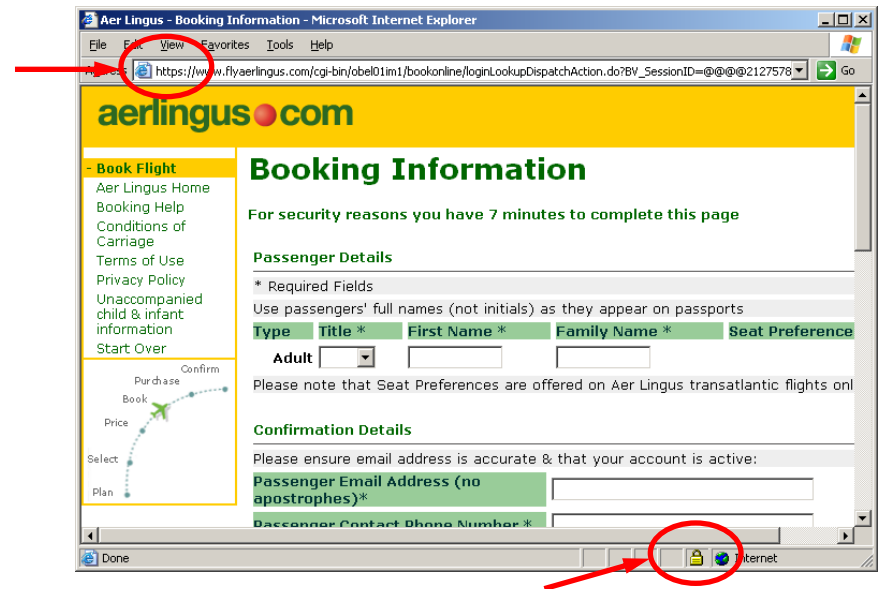 Aer Lingus - Booking Information - Microsoft Internet Explorer
File Edit View Favorites Tools Help
Address https://www.flyaerlingus.com/cgi-bin/obel01im1/bookonline/loginLookupDispatchAction.do?BV_SessionID=@@@@2127578 Go
aerlingus com
- Book Flight
Aer Lingus Home
Booking Help
Conditions of
Carriage
Terms of Use
Privacy Policy
Unaccompanied
child & infant
information
Start Over
Confirm
Purchase
Book
Price
Select
Plan
Booking Information
For security reasons you have 7 minutes to complete this page
Passenger Details
* Required Fields
Use passengers' full names (not initials) as they appear on passports
Type Title * First Name * Family Name * Seat Preference
Adult
Please note that Seat Preferences are offered on Aer Lingus transatlantic flights onl
Confirmation Details
Please ensure email address is accurate & that your account is active:
Passenger Email Address (no
apostrophes)*
Passenger Contact Phone Number *
Done Internet